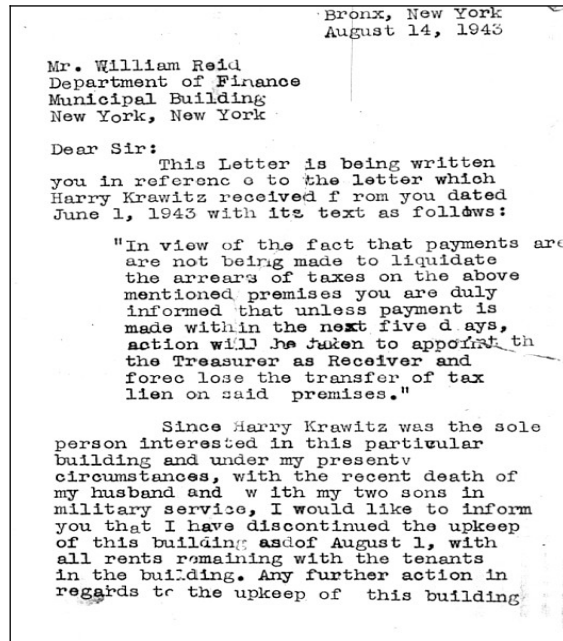 Bronx, New York
August 14, 1943
Mr. William Reid
Department of Finance
Municipal Building
New York, New York
Dear Sir:
This Letter is being written
you in referenc e to the letter which
Harry Krawitz received f rom you dated
June 1, 1943 with its text as follows:
"In view of the fact that payments are
are not being made to liquidate
the arrears of taxes on the above
mentioned premises you are duly
informed that unless payment is
made within the next five d ays,
action will be taken to appoint th
the Treasurer as Receiver and
forec lose the transfer of tax
lien on said premises."
Since Harry Krawitz was the sole
person interested in this particular
building and under my presentv
circumstances, with the recent death of
my husband and w ith my two sons in
military service, I would like to inform
you that I have discontinued the upkeep
of this building asdof August 1, with
all rents remaining with the tenants
in the building. Any further action in
regards to the upkeep of this building